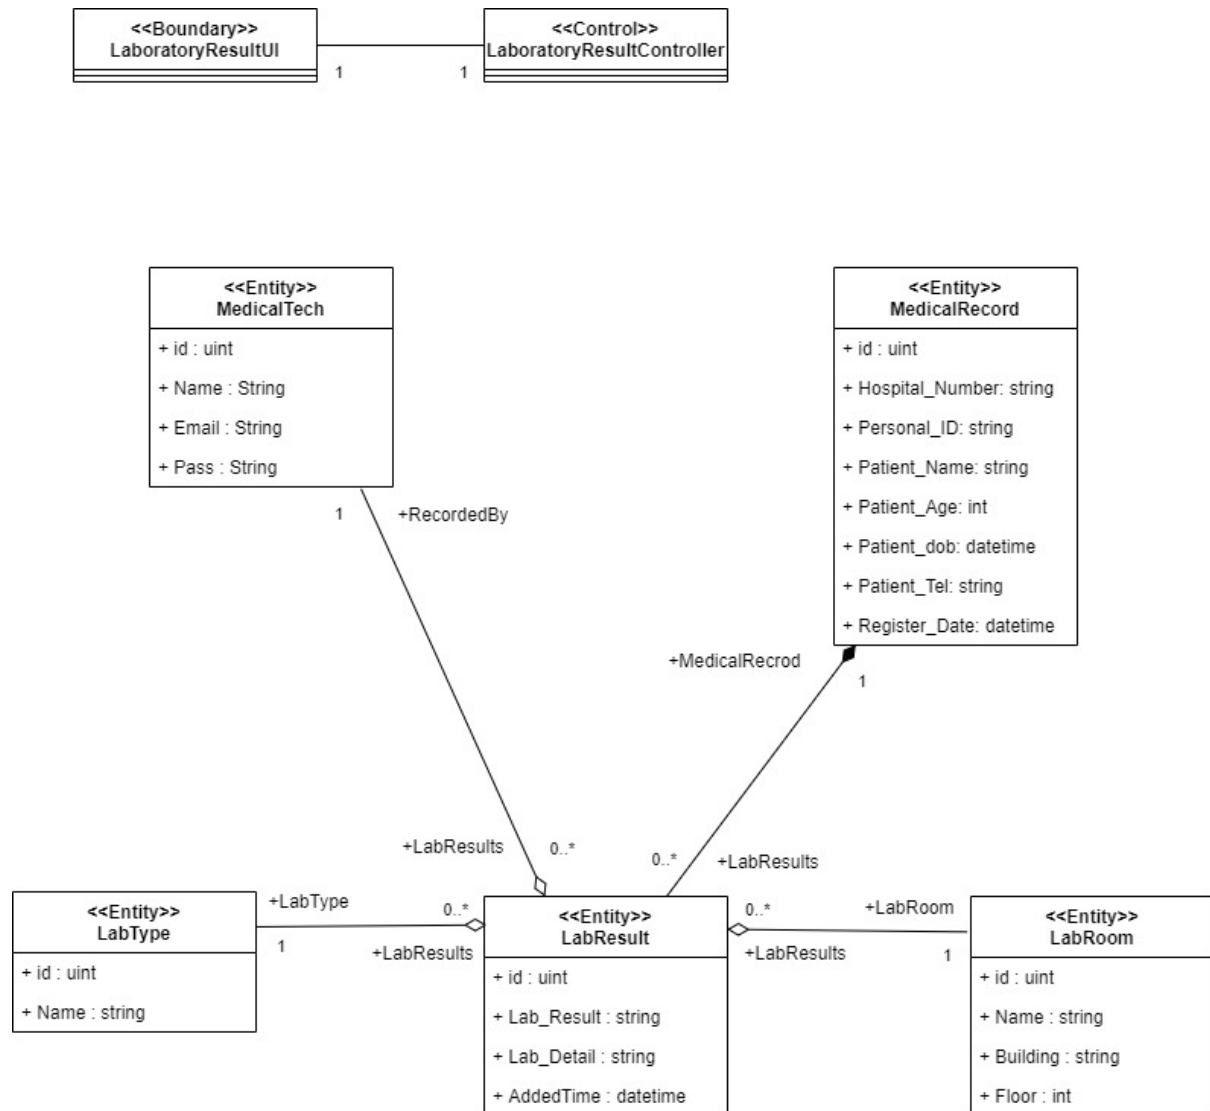 <<Boundary>>
LaboratoryResultUI
<<Control>>
LaboratoryResultController
1
1
<<Entity>>
MedicalTech
+ id : uint
+ Name : String
+ Email : String
+ Pass : String
<<Entity>>
MedicalRecord
+ id : uint
+ Hospital_Number: string
+ Personal_ID: string
+ Patient_Name: string
+ Patient_Age: int
+ Patient_dob: datetime
+ Patient_Tel: string
+ Register_Date: datetime
1
+RecordedBy
+MedicalRecrod
1
+LabResults
0..*
0..*
+LabResults
<<Entity>>
LabType
+ id : uint
+ Name : string
+LabType
1
0..*
+LabResults
<<Entity>>
LabResult
+ id : uint
+ Lab_Result : string
+ Lab_Detail : string
+ AddedTime : datetime
0..*
+LabResults
+LabRoom
1
<<Entity>>
LabRoom
+ id : uint
+ Name : string
+ Building : string
+ Floor : int